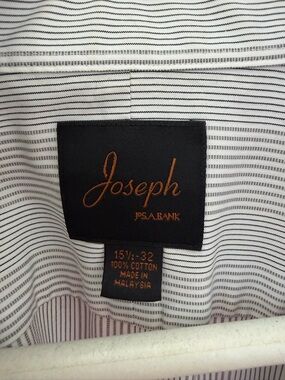 Joseph
JOS.A.BANK
15½-32
100% COTTON
MADE IN
MALAYSIA